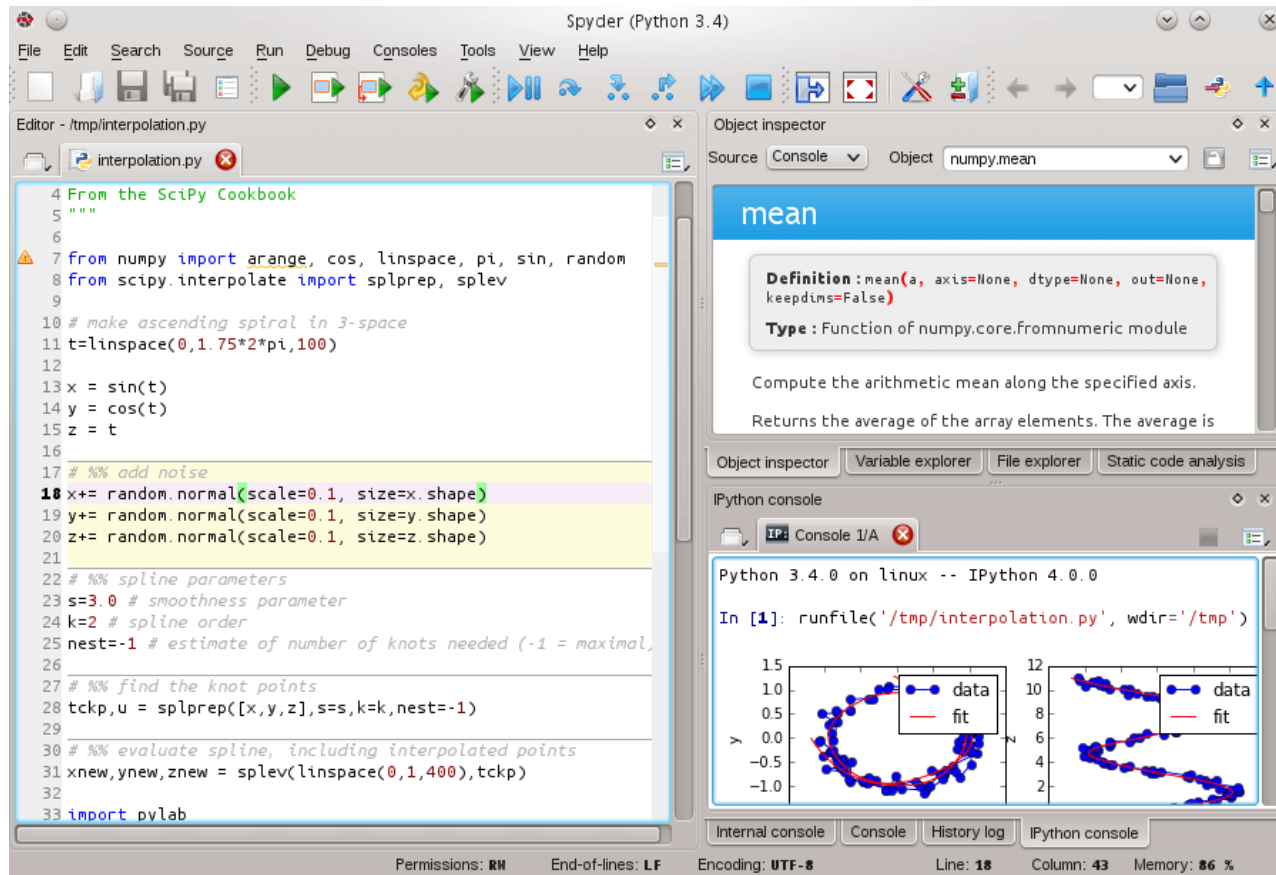 Spyder (Python 3.4)
File Edit Search Source Run Debug Consoles Tools View Help
Editor - /tmp/interpolation.py
interpolation.py
4 From the SciPy Cookbook
5 """
6
7 from numpy import arange, cos, linspace, pi, sin, random
8 from scipy.interpolate import splprep, splev
9
10 # make ascending spiral in 3-space
11 t=linspace(0,1.75*2*pi,100)
12
13 x = sin(t)
14 y = cos(t)
15 z = t
16
17 # %% add noise
18 x+= random.normal(scale=0.1, size=x.shape)
19 y+= random.normal(scale=0.1, size=y.shape)
20 z+= random.normal(scale=0.1, size=z.shape)
21
22 # %% spline parameters
23 s=3.0 # smoothness parameter
24 k=2 # spline order
25 nest=-1 # estimate of number of knots needed (-1 = maximal,
26
27 # %% find the knot points
28 tckp,u = splprep([x,y,z],s=s,k=k,nest=-1)
29
30 # %% evaluate spline, including interpolated points
31 xnew,ynew,znew = splev(linspace(0,1,400),tckp)
32
33 import pylab
Object inspector
Source Console Object numpy.mean
mean
Definition : mean(a, axis=None, dtype=None, out=None,
keepdims=False)
Type : Function of numpy.core.fromnumeric module
Compute the arithmetic mean along the specified axis.
Returns the average of the array elements. The average is
Object inspector Variable explorer File explorer Static code analysis
IPython console
IP: Console 1/A
Python 3.4.0 on linux -- IPython 4.0.0
In [1]: runfile('/tmp/interpolation.py', wdir='/tmp')
1.5
1.0
0.5
0.0
−0.5
−1.0
y
data
fit
12
10
8
6
4
2
z
data
fit
Internal console Console History log IPython console
Permissions: RW End-of-lines: LF Encoding: UTF-8 Line: 18 Column: 43 Memory: 86 %